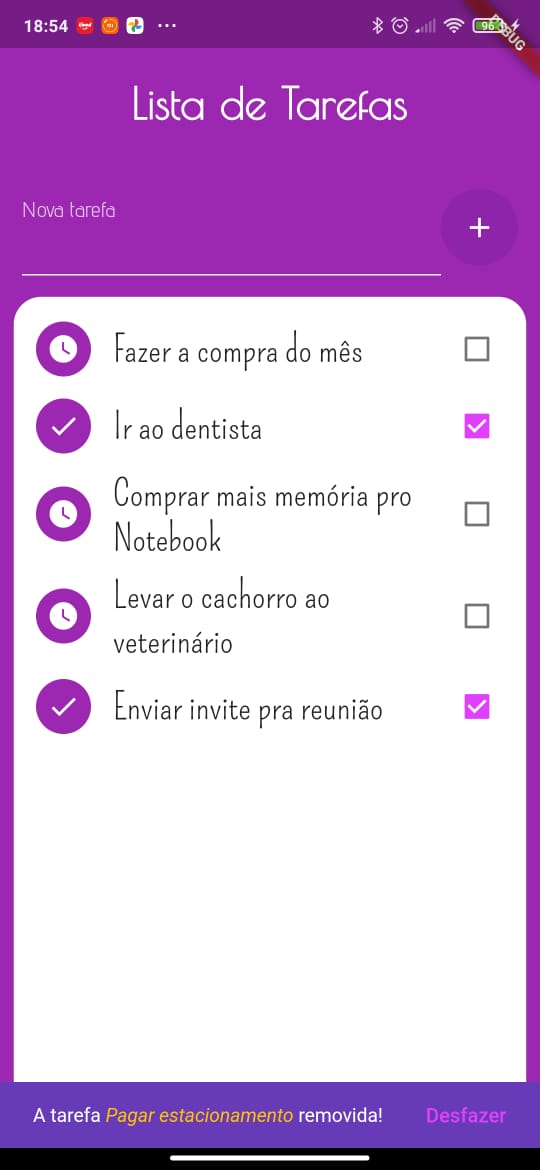 18:54
96
DEBUG
Lista de Tarefas
Nova tarefa
+
Fazer a compra do mês
Ir ao dentista
Comprar mais memória pro
Notebook
Levar o cachorro ao
veterinário
Enviar invite pra reunião
A tarefa Pagar estacionamento removida! Desfazer